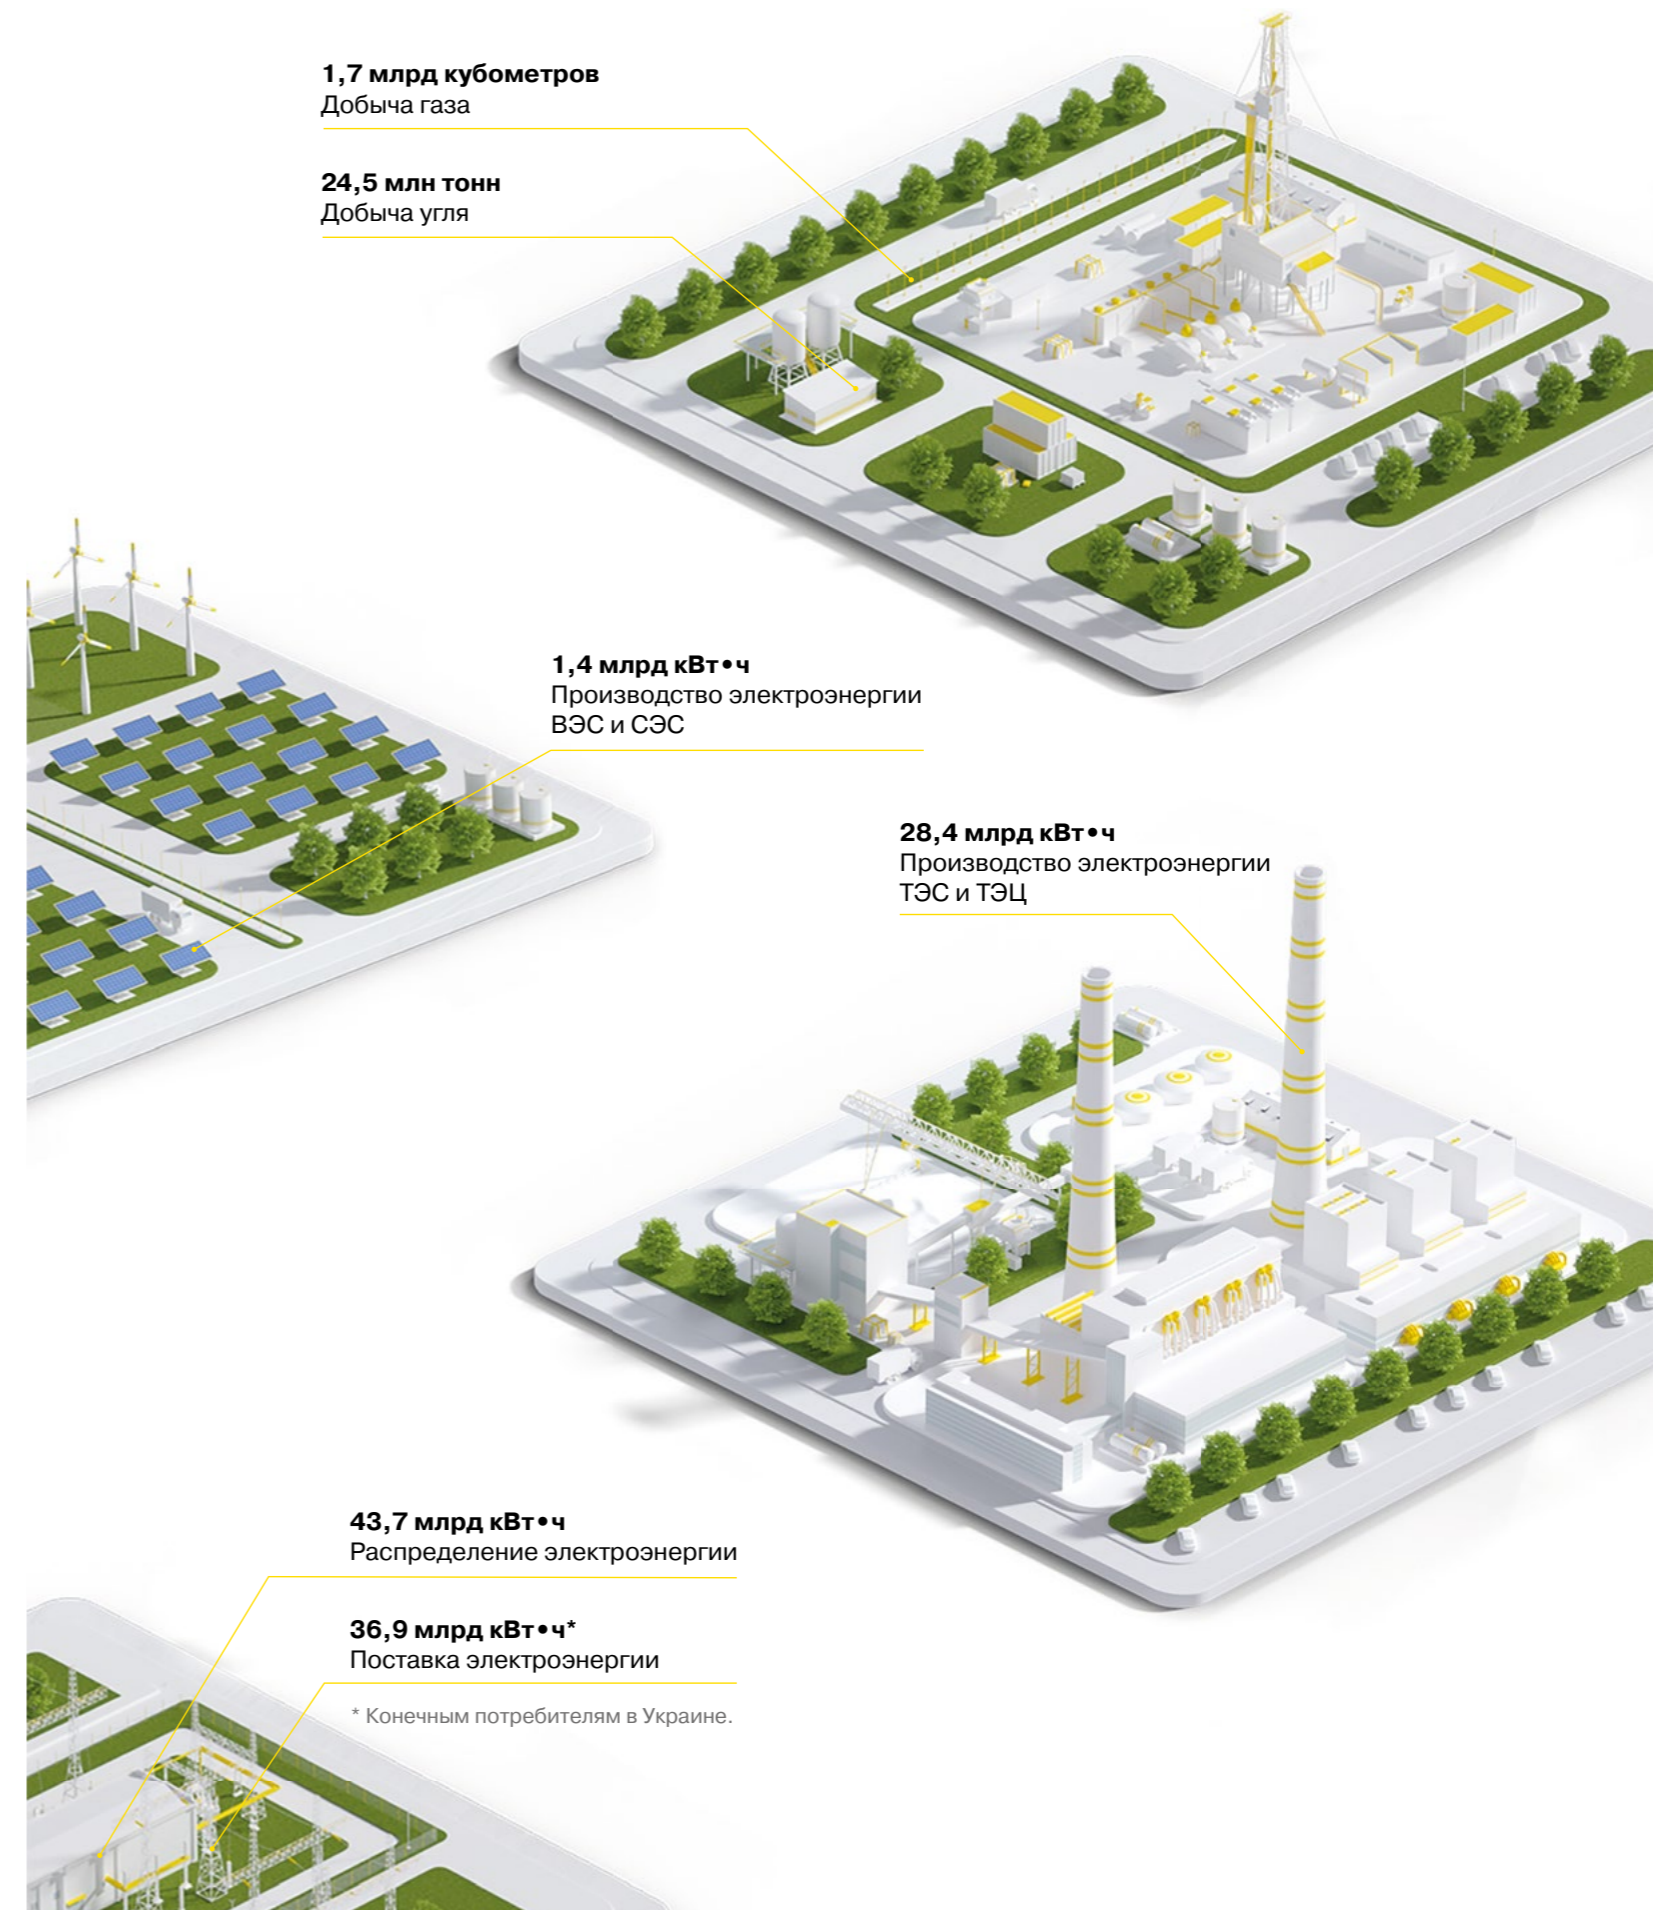 1,7 млрд кубометров
Добыча газа
24,5 млн тонн
Добыча угля
1,4 млрд кВт•ч
Производство электроэнергии
ВЭС и СЭС
28,4 млрд кВт•ч
Производство электроэнергии
ТЭС и ТЭЦ
43,7 млрд кВт•ч
Распределение электроэнергии
36,9 млрд кВт•ч*
Поставка электроэнергии
* Конечным потребителям в Украине.